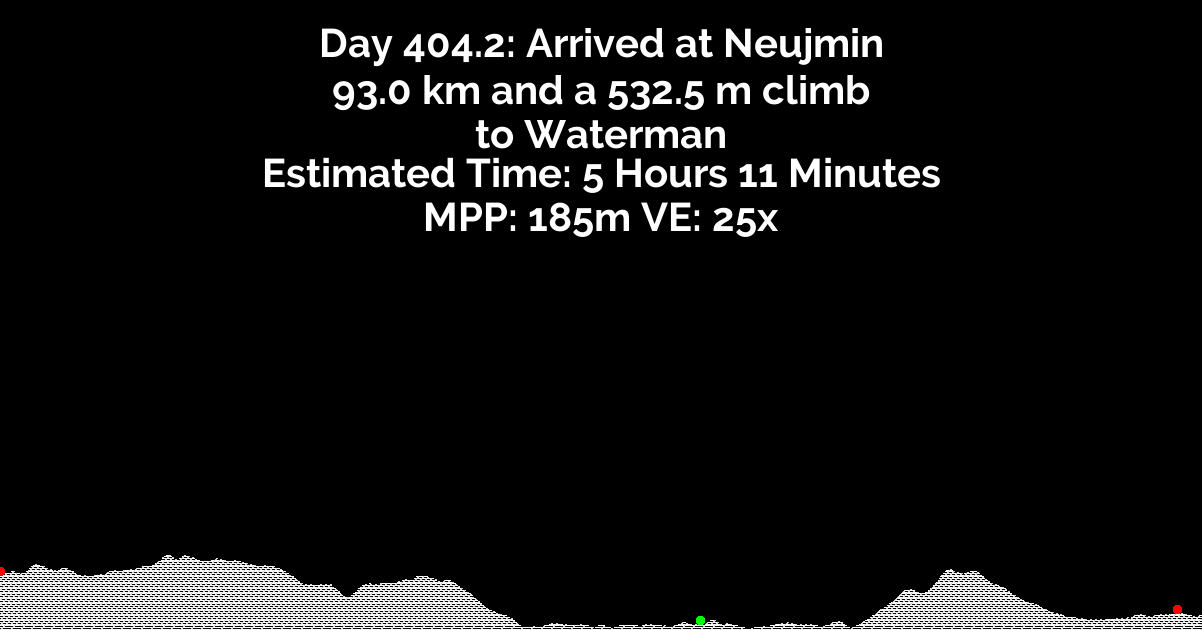 Day 404.2: Arrived at Neujmin
93.0 km and a 532.5 m climb
to Waterman
Estimated Time: 5 Hours 11 Minutes
MPP: 185m VE: 25x